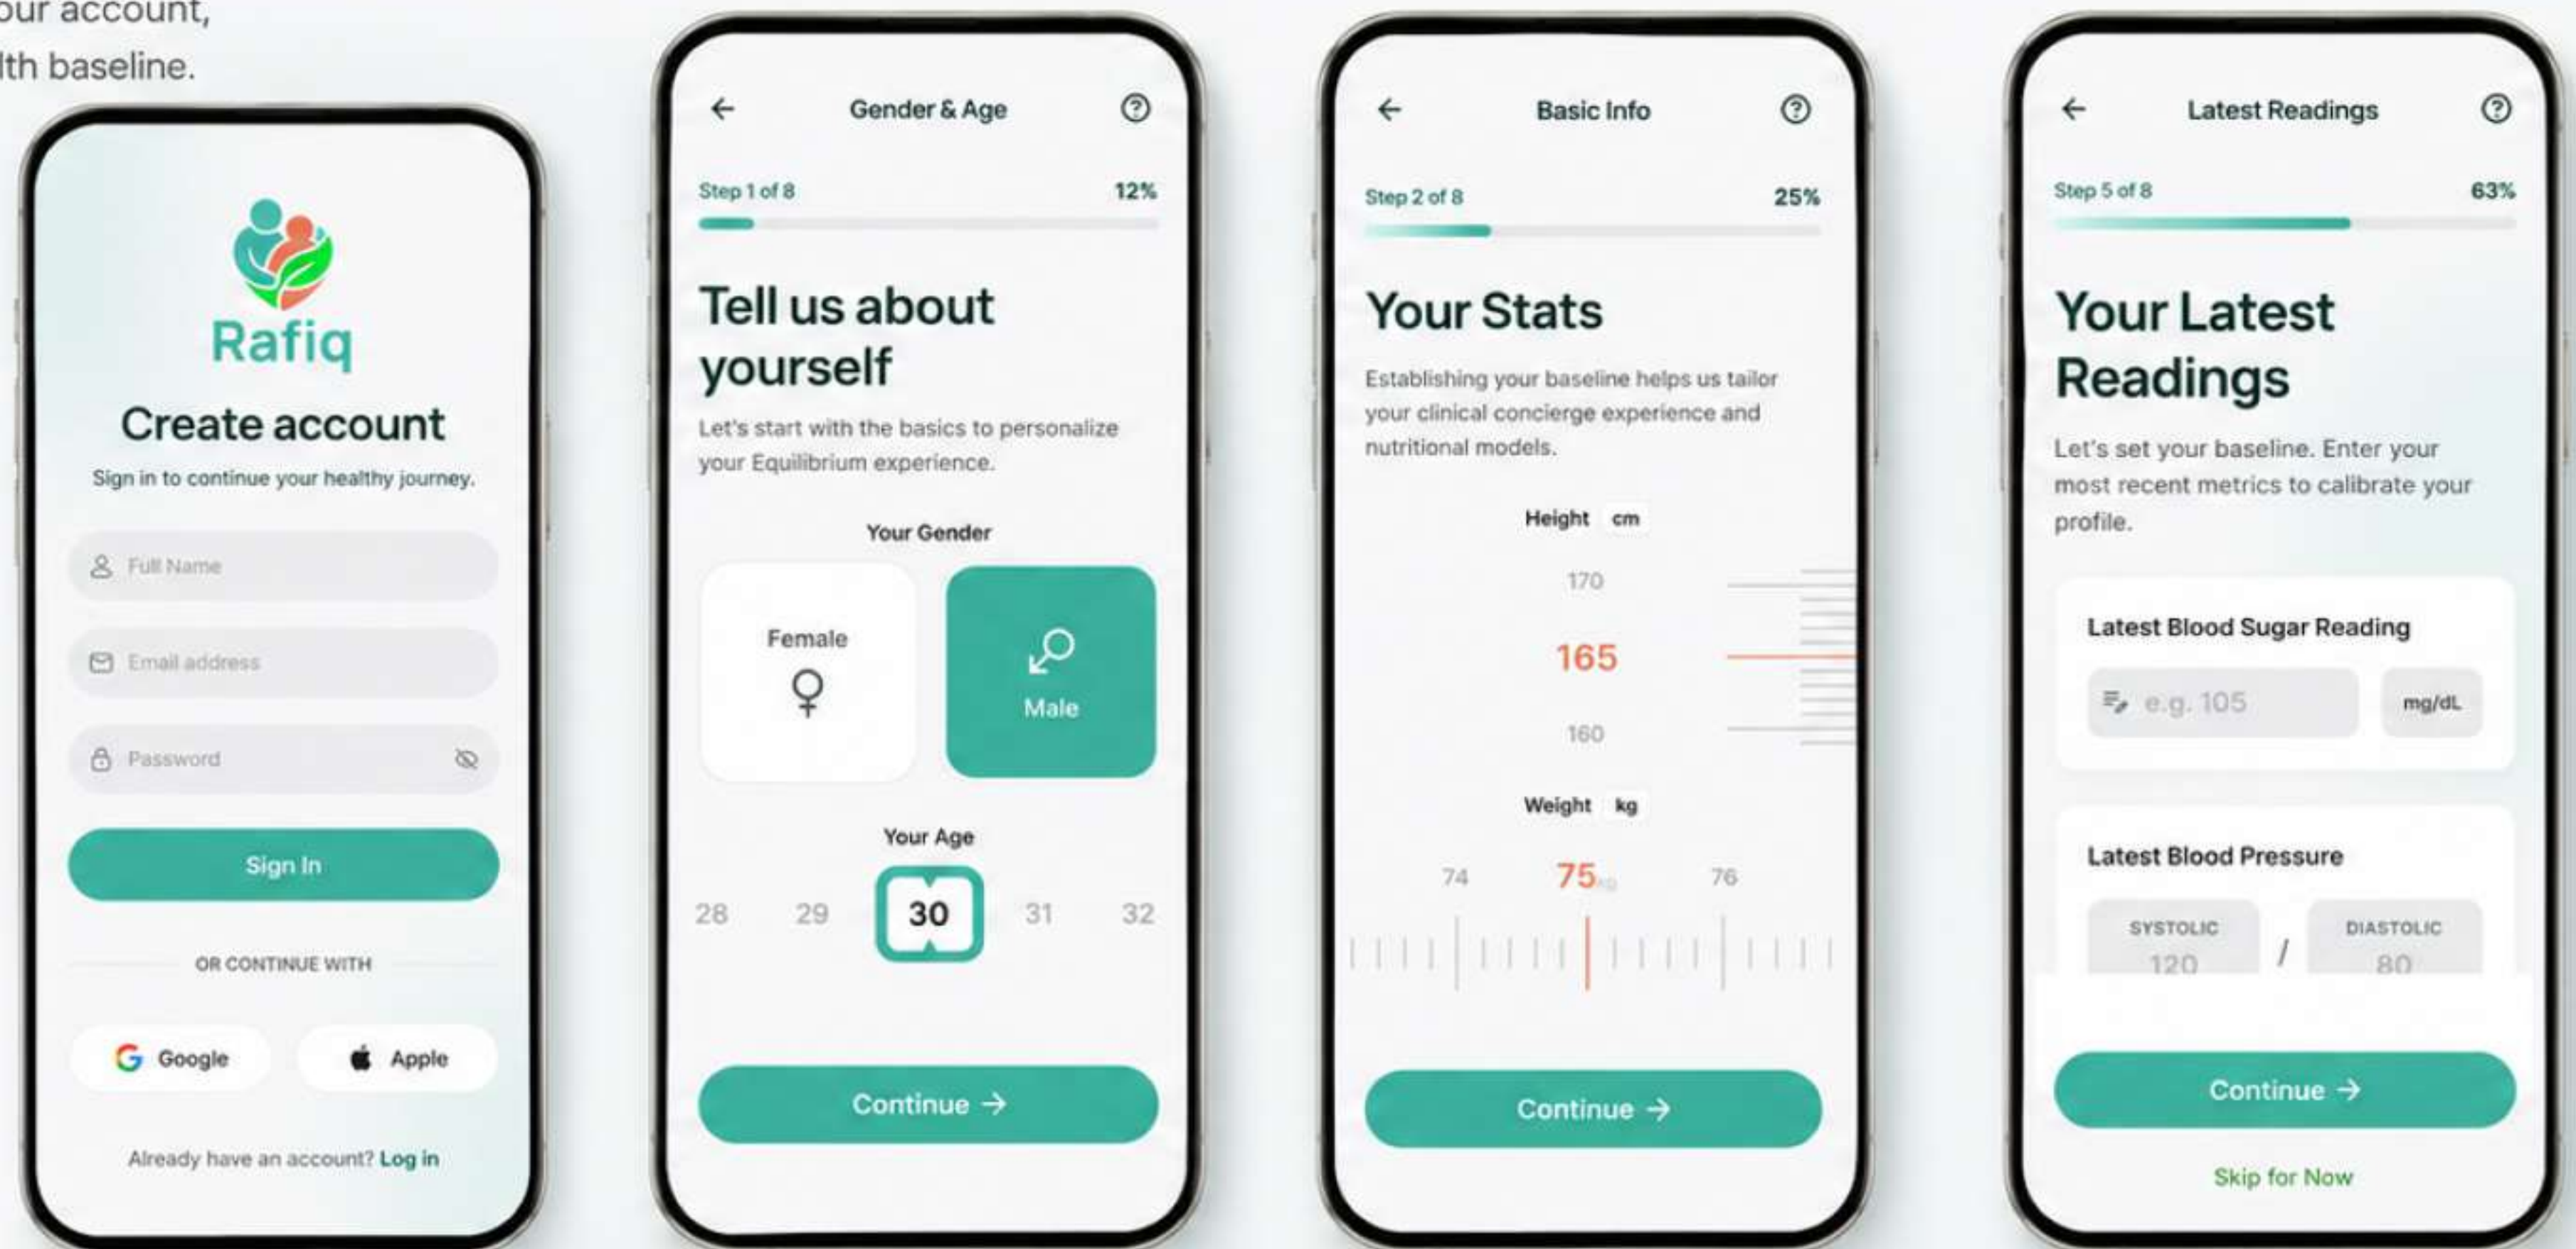 our account,
lth baseline.
Rafiq
Create account
Sign in to continue your healthy journey.
Full Name
Email address
Password
Sign In
OR CONTINUE WITH
Google
Apple
Already have an account? Log in
Gender & Age
Step 1 of 8
12%
Tell us about
yourself
Let's start with the basics to personalize
your Equilibrium experience.
Your Gender
Female
Male
Your Age
28 29 30 31 32
Continue →
Basic Info
Step 2 of 8
25%
Your Stats
Establishing your baseline helps us tailor
your clinical concierge experience and
nutritional models.
Height cm
170
165
160
Weight kg
74 75 kg 76
Continue →
Latest Readings
Step 5 of 8
63%
Your Latest
Readings
Let's set your baseline. Enter your
most recent metrics to calibrate your
profile.
Latest Blood Sugar Reading
e.g. 105
mg/dL
Latest Blood Pressure
SYSTOLIC
120
/
DIASTOLIC
80
Continue →
Skip for Now